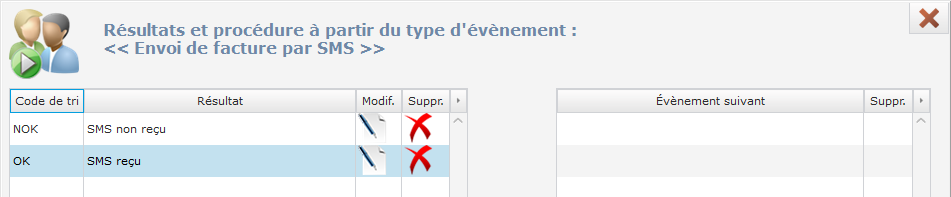 Résultats et procédure à partir du type d'évènement :
<< Envoi de facture par SMS >>
Code de tri Résultat Modif. Suppr. Évènement suivant Suppr.
NOK SMS non reçu
OK SMS reçu